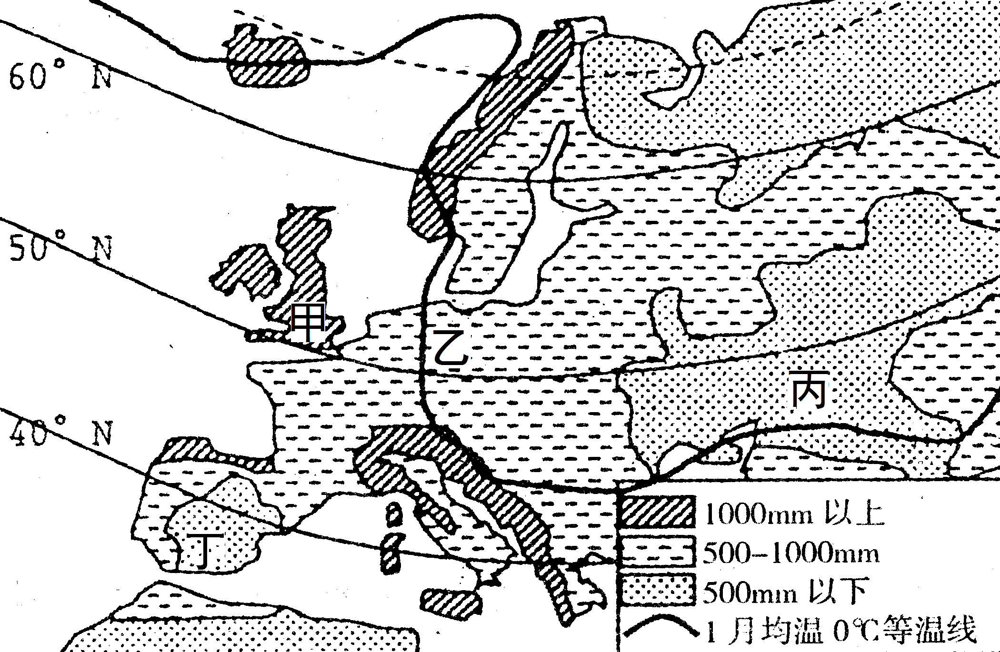 60° N
50° N
甲
乙
丙
40° N
丁
1000mm 以上
500-1000mm
500mm 以下
1月均温 0℃等温线